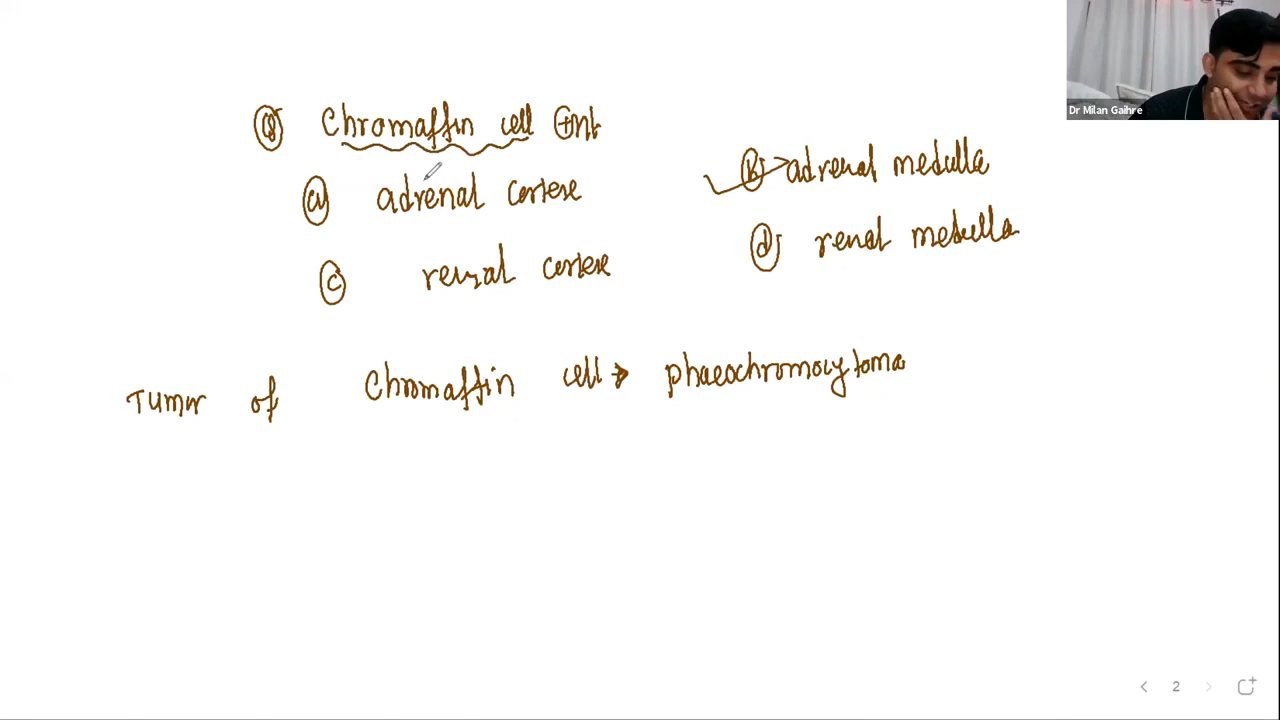 Q Chromaffin cell ⊕nt
a adrenal cortex
b adrenal medulla
c renal cortex
d renal medulla
Tumor of Chromaffin cell → phaeochromocytoma
Dr Milan Gaihre
2